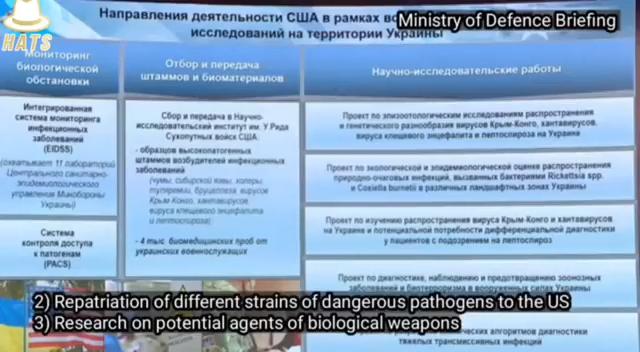 Направления деятельности США в рамках
Ministry of Defence Briefing
исследований на территории Украины
HATS
Мониторинг
биологической
обстановки
Отбор и передача
штаммов и биоматериалов
Научно-исследовательские работы
Интегрированная
система мониторинга
инфекционных
заболеваний
(EIDSS)
(охватывает 11 лабораторий
Центрального санитарно-
эпидемиологического
управления Минобороны
Украины)
Система
контроля доступа
к патогенам
(PACS)
Сбор и передача в Научно-
исследовательский институт им. У Рида
Сухопутных войск США:
- образцов высокопатогенных
штаммов возбудителей инфекционных
заболеваний
(чумы, сибирской язвы, холеры,
туляремии, бруцеллеза, вирусов
Крым-Конго, хантавирусов,
вируса клещевого энцефалита
и лептоспироза)
- 4 тыс. биомедицинских проб от
украинских военнослужащих
Проект по эпизоотологическим исследованиям распространения
и генетического разнообразия вирусов Крым-Конго, хантавирусов,
вируса клещевого энцефалита и лептоспироза на Украине
Проект по экологической и эпидемиологической оценке распространения
природно-очаговых инфекций, вызванных бактериями Rickettsia spp.
и Coxiella burnetii в различных ландшафтных зонах Украины
Проект по изучению распространения вируса Крым-Конго и хантавирусов
на Украине и потенциальной потребности дифференциальной диагностики
у пациентов с подозрением на лептоспироз
Проект по диагностике, наблюдению и предотвращению зоонозных
заболеваний и биотерроризма в вооруженных силах Украины
алгоритмов диагностики
тяжелых трансмиссивных инфекций
2) Repatriation of different strains of dangerous pathogens to the US
3) Research on potential agents of biological weapons